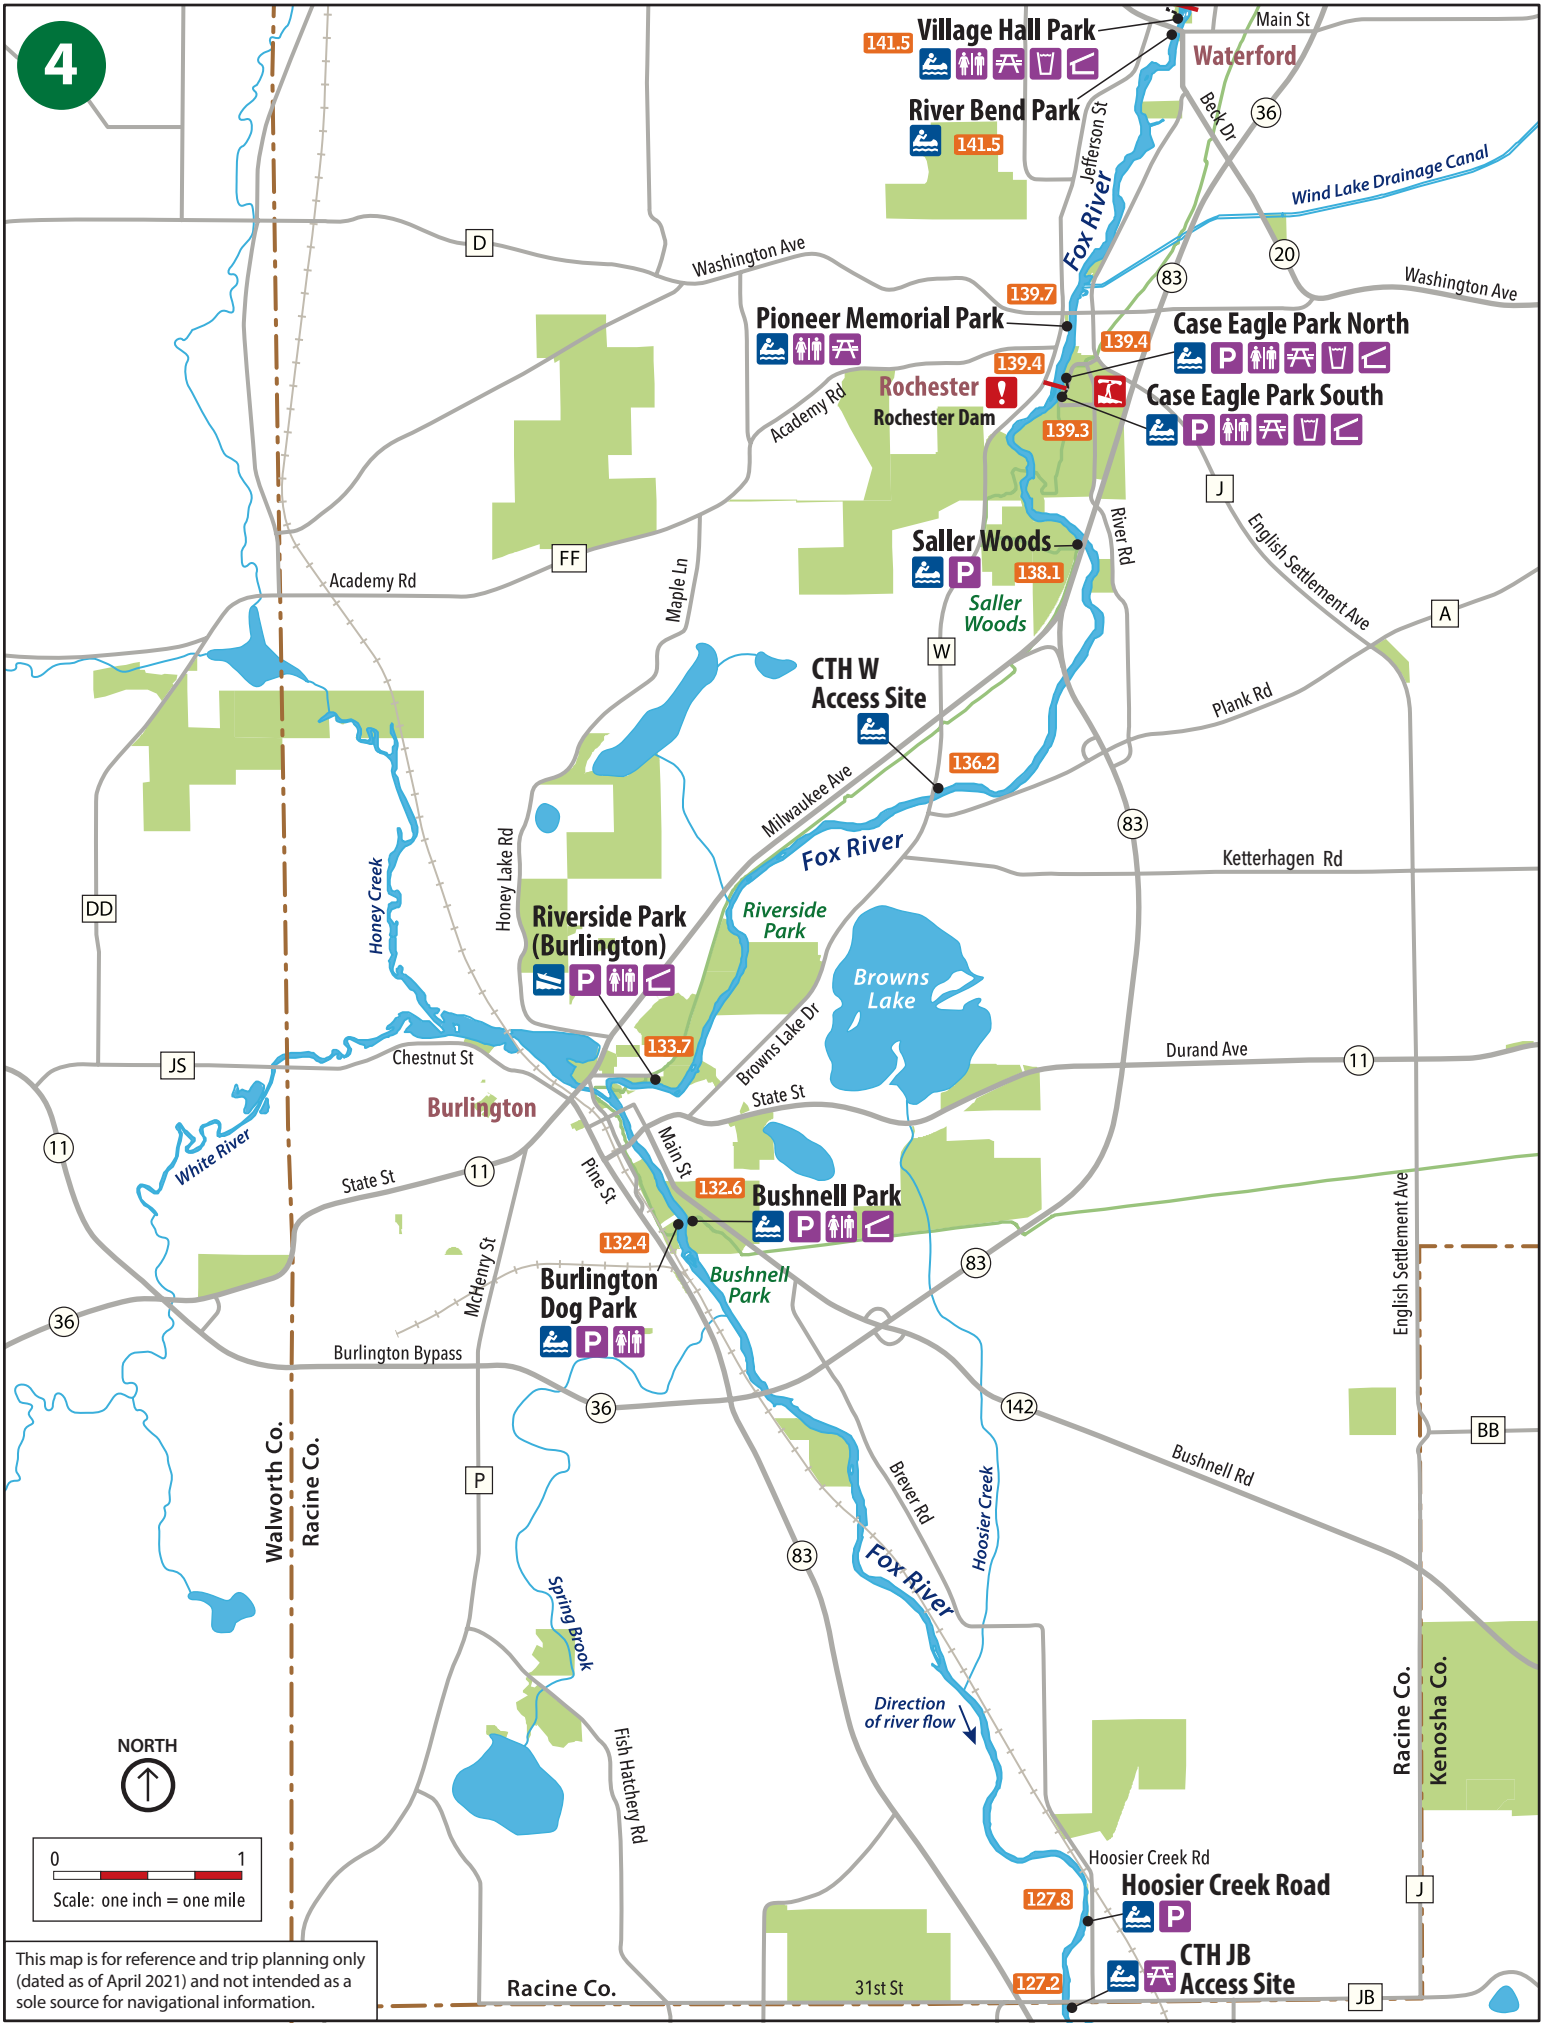 4
Village Hall Park
141.5
Main St
Waterford
River Bend Park
141.5
Jefferson St
Beck Dr
36
Fox River
Wind Lake Drainage Canal
D
Washington Ave
20
83
Washington Ave
139.7
Pioneer Memorial Park
Case Eagle Park North
139.4
P
139.4
Rochester
!
Rochester Dam
Case Eagle Park South
P
Academy Rd
139.3
J
English Settlement Ave
River Rd
Saller Woods
P
138.1
Saller
Woods
FF
Academy Rd
Maple Ln
A
W
CTH W
Access Site
Plank Rd
136.2
Milwaukee Ave
83
Fox River
Honey Lake Rd
Ketterhagen Rd
Honey Creek
DD
Riverside Park
(Burlington)
P
Riverside
Park
Browns
Lake
133.7
Browns Lake Dr
Durand Ave
11
Chestnut St
JS
State St
Burlington
11
White River
Main St
Pine St
State St
11
132.6
Bushnell Park
P
132.4
83
Burlington
Dog Park
P
Bushnell
Park
McHenry St
English Settlement Ave
36
Burlington Bypass
36
142
BB
Bushnell Rd
Walworth Co.
Racine Co.
P
Brever Rd
Hoosier Creek
83
Fox River
Spring Brook
Direction
of river flow
Racine Co.
Kenosha Co.
NORTH
Fish Hatchery Rd
0 1
Scale: one inch = one mile
Hoosier Creek Rd
Hoosier Creek Road
127.8
P
J
This map is for reference and trip planning only
(dated as of April 2021) and not intended as a
sole source for navigational information.
CTH JB
Access Site
127.2
Racine Co.
31st St
JB